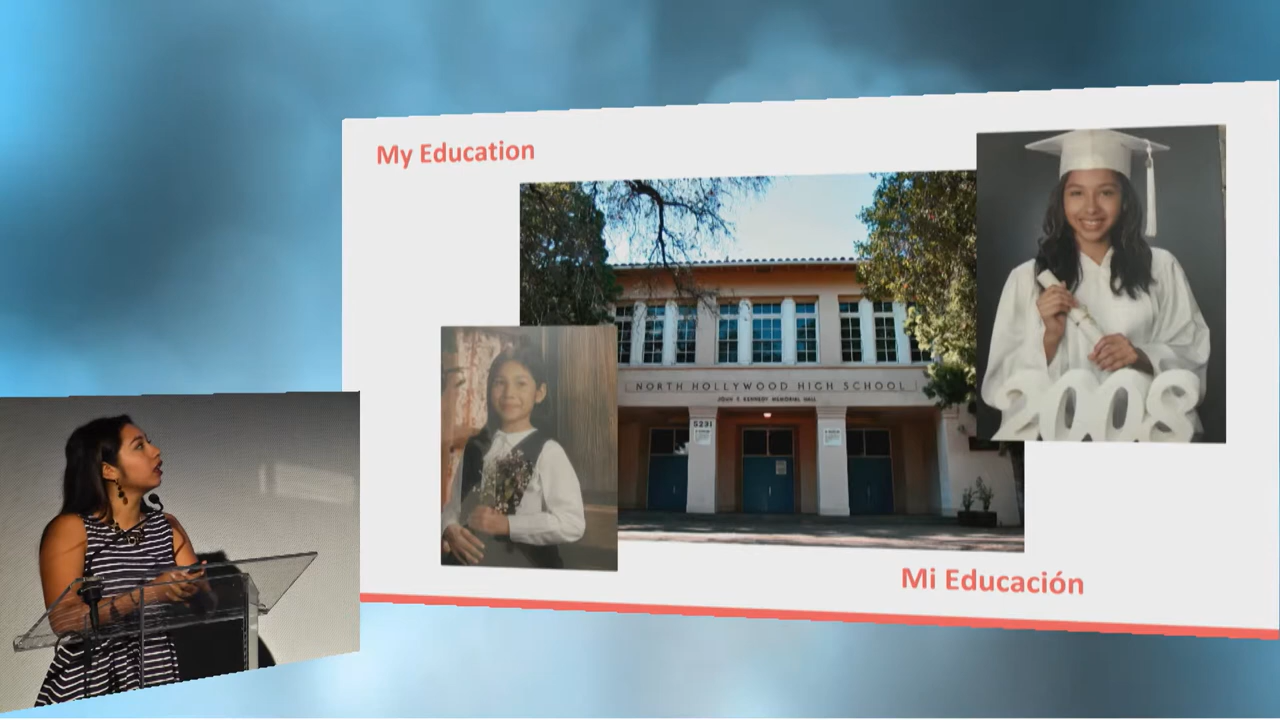 My Education
NORTH HOLLYWOOD HIGH SCHOOL
JOHN F. KENNEDY MEMORIAL HALL
5231
2008
Mi Educación